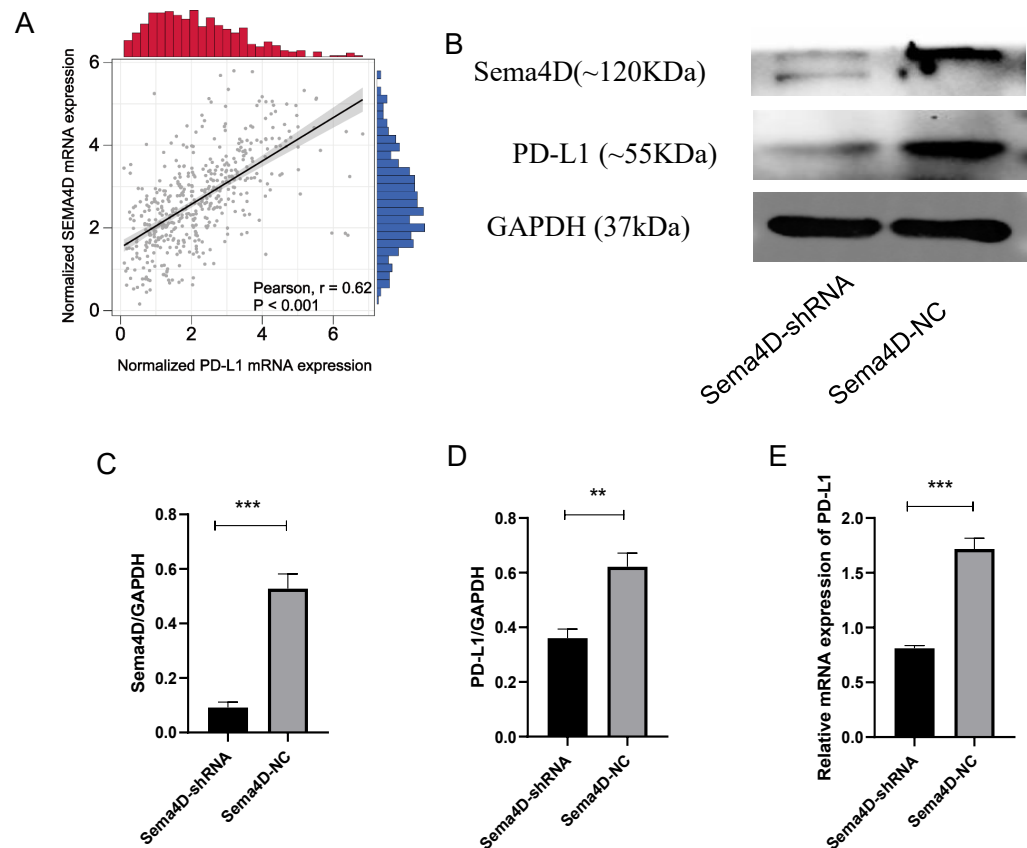 A
6
4
2
0
Normalized SEMA4D mRNA expression
Pearson, r = 0.62
P < 0.001
0 2 4 6
Normalized PD-L1 mRNA expression
B
Sema4D(~120KDa)
PD-L1 (~55KDa)
GAPDH (37kDa)
Sema4D-shRNA
Sema4D-NC
C
***
0.8
0.6
0.4
0.2
0.0
Sema4D/GAPDH
Sema4D-shRNA
Sema4D-NC
D
**
0.8
0.6
0.4
0.2
0.0
PD-L1/GAPDH
Sema4D-shRNA
Sema4D-NC
E
***
2.0
1.5
1.0
0.5
0.0
Relative mRNA expression of PD-L1
Sema4D-shRNA
Sema4D-NC